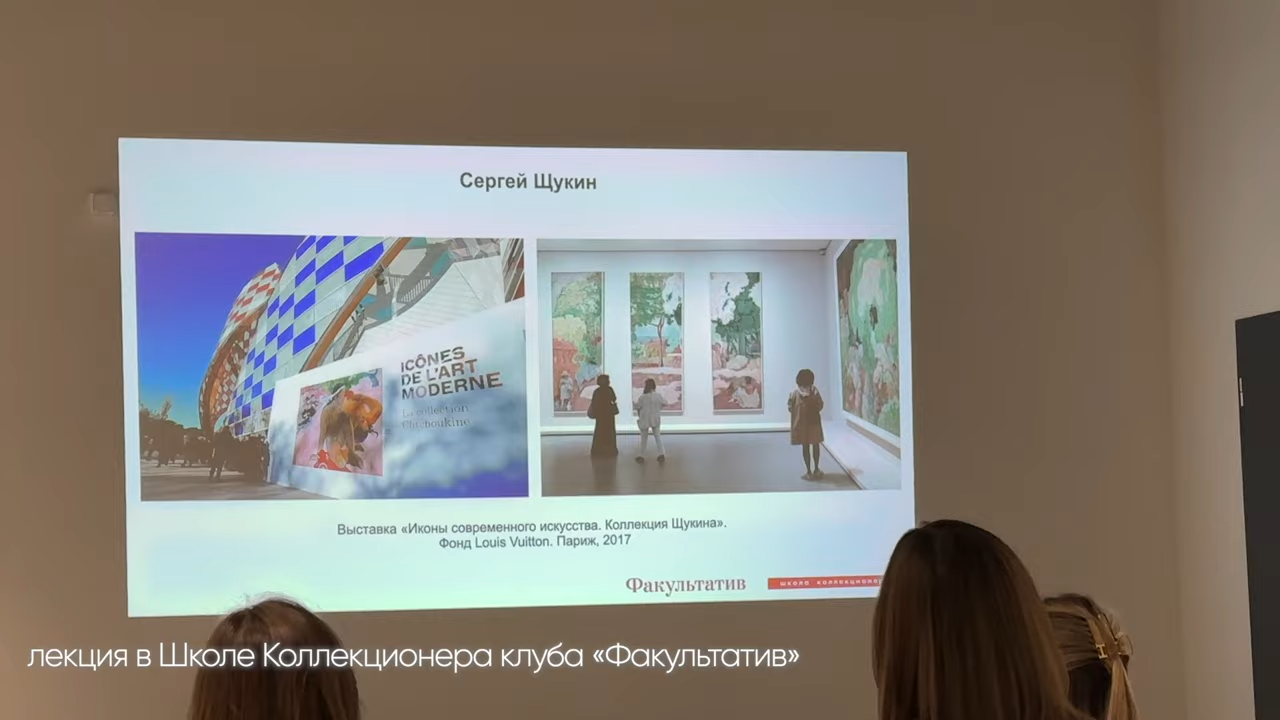 Сергей Щукин
ICÔNES
DE L'ART
MODERNE
La collection
Chtchoukine
Выставка «Иконы современного искусства. Коллекция Щукина».
Фонд Louis Vuitton. Париж, 2017
Факультатив
школа коллекционера
лекция в Школе Коллекционера клуба «Факультатив»